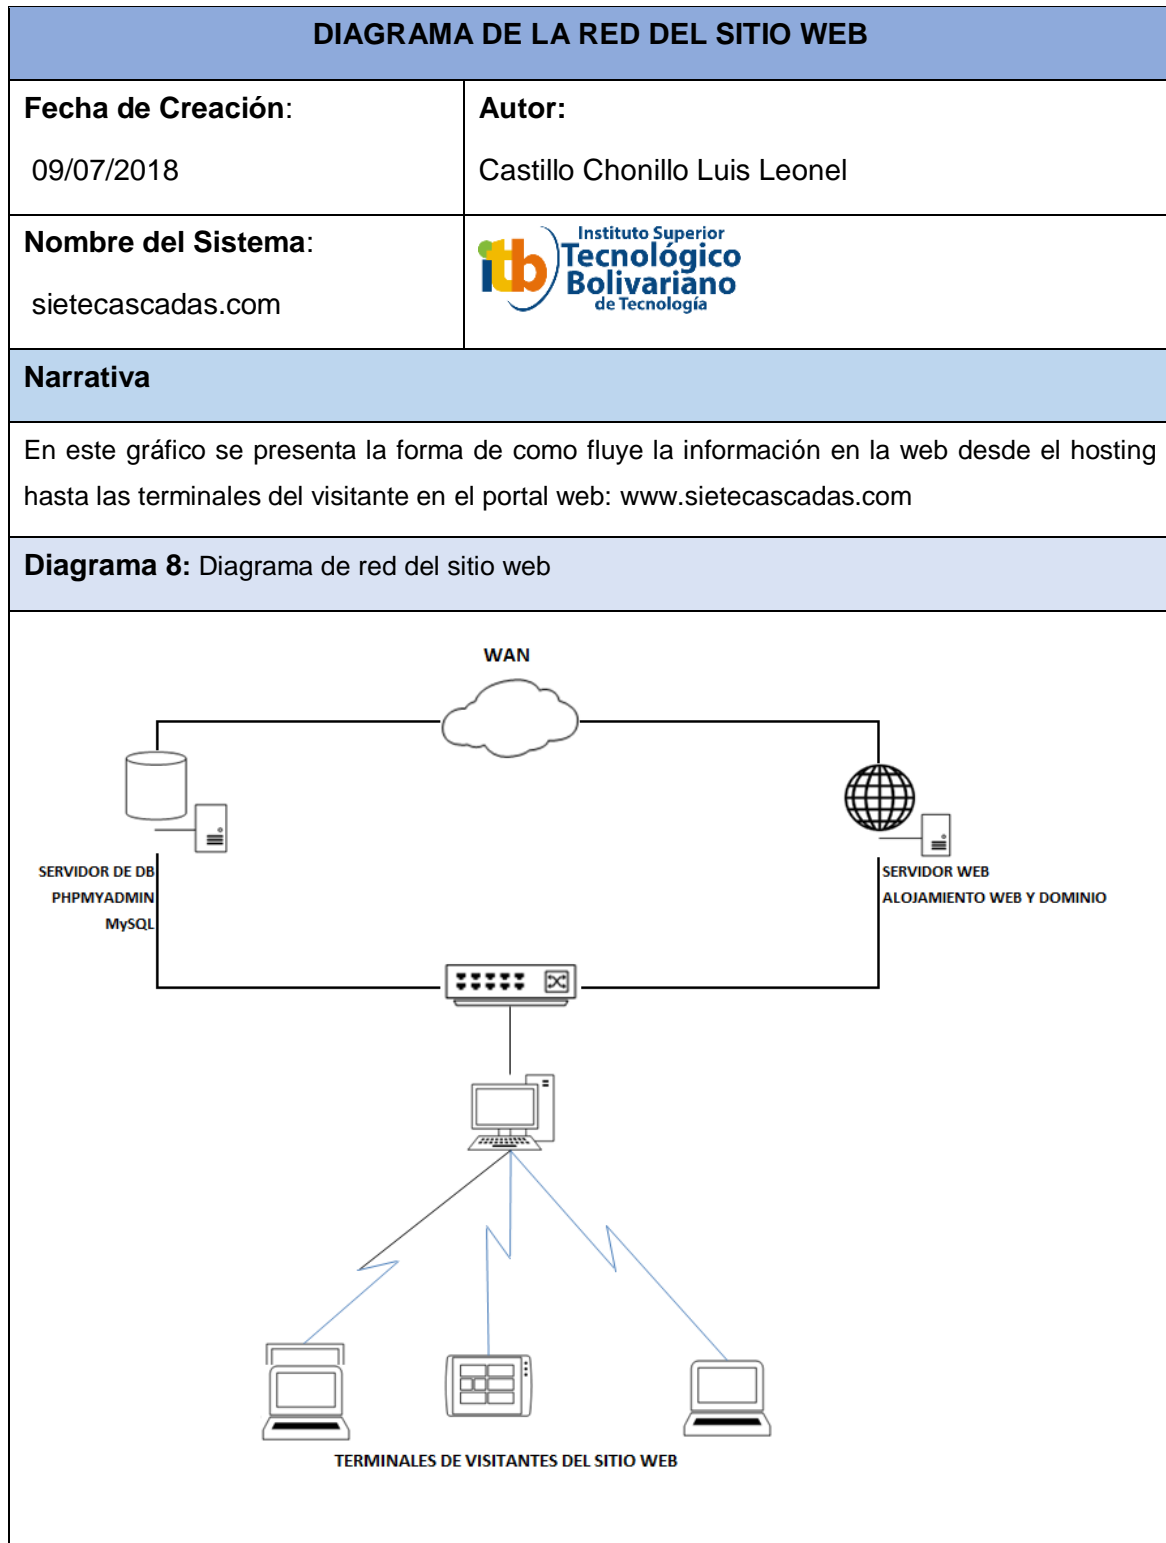 DIAGRAMA DE LA RED DEL SITIO WEB
Fecha de Creación:
09/07/2018
Autor:
Castillo Chonillo Luis Leonel
Nombre del Sistema:
sietecascadas.com
itb
Instituto Superior
Tecnológico
Bolivariano
de Tecnología
Narrativa
En este gráfico se presenta la forma de como fluye la información en la web desde el hosting
hasta las terminales del visitante en el portal web: www.sietecascadas.com
Diagrama 8: Diagrama de red del sitio web
WAN
SERVIDOR DE DB
PHPMYADMIN
MySQL
SERVIDOR WEB
ALOJAMIENTO WEB Y DOMINIO
TERMINALES DE VISITANTES DEL SITIO WEB